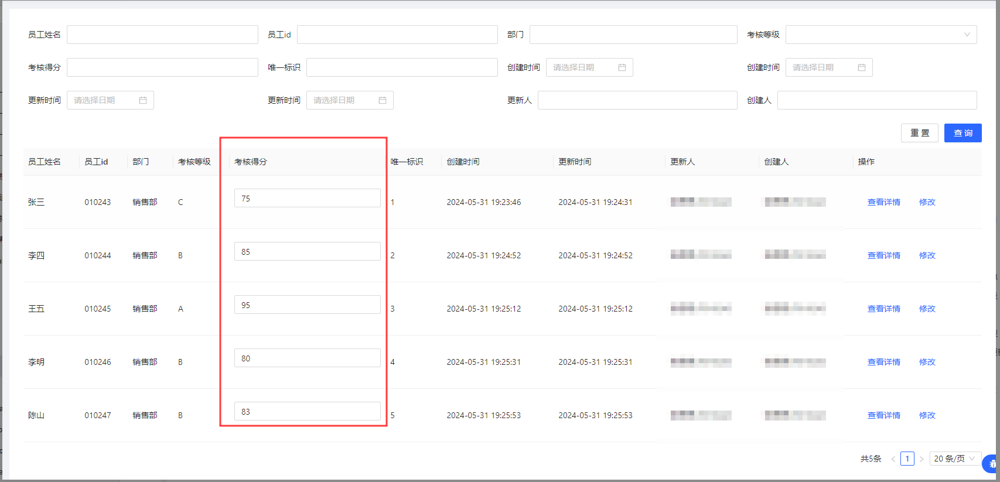 员工姓名 员工id 部门 考核等级
考核得分 唯一标识 创建时间 请选择日期 创建时间 请选择日期
更新时间 请选择日期 更新时间 请选择日期 更新人 创建人
重 置 查 询
员工姓名 员工id 部门 考核等级 考核得分 唯一标识 创建时间 更新时间 更新人 创建人 操作
张三 010243 销售部 C 75 1 2024-05-31 19:23:46 2024-05-31 19:24:31 查看详情 修改
李四 010244 销售部 B 85 2 2024-05-31 19:24:52 2024-05-31 19:24:52 查看详情 修改
王五 010245 销售部 A 95 3 2024-05-31 19:25:12 2024-05-31 19:25:12 查看详情 修改
李明 010246 销售部 B 80 4 2024-05-31 19:25:31 2024-05-31 19:25:31 查看详情 修改
陈山 010247 销售部 B 83 5 2024-05-31 19:25:53 2024-05-31 19:25:53 查看详情 修改
共5条 < 1 > 20 条/页